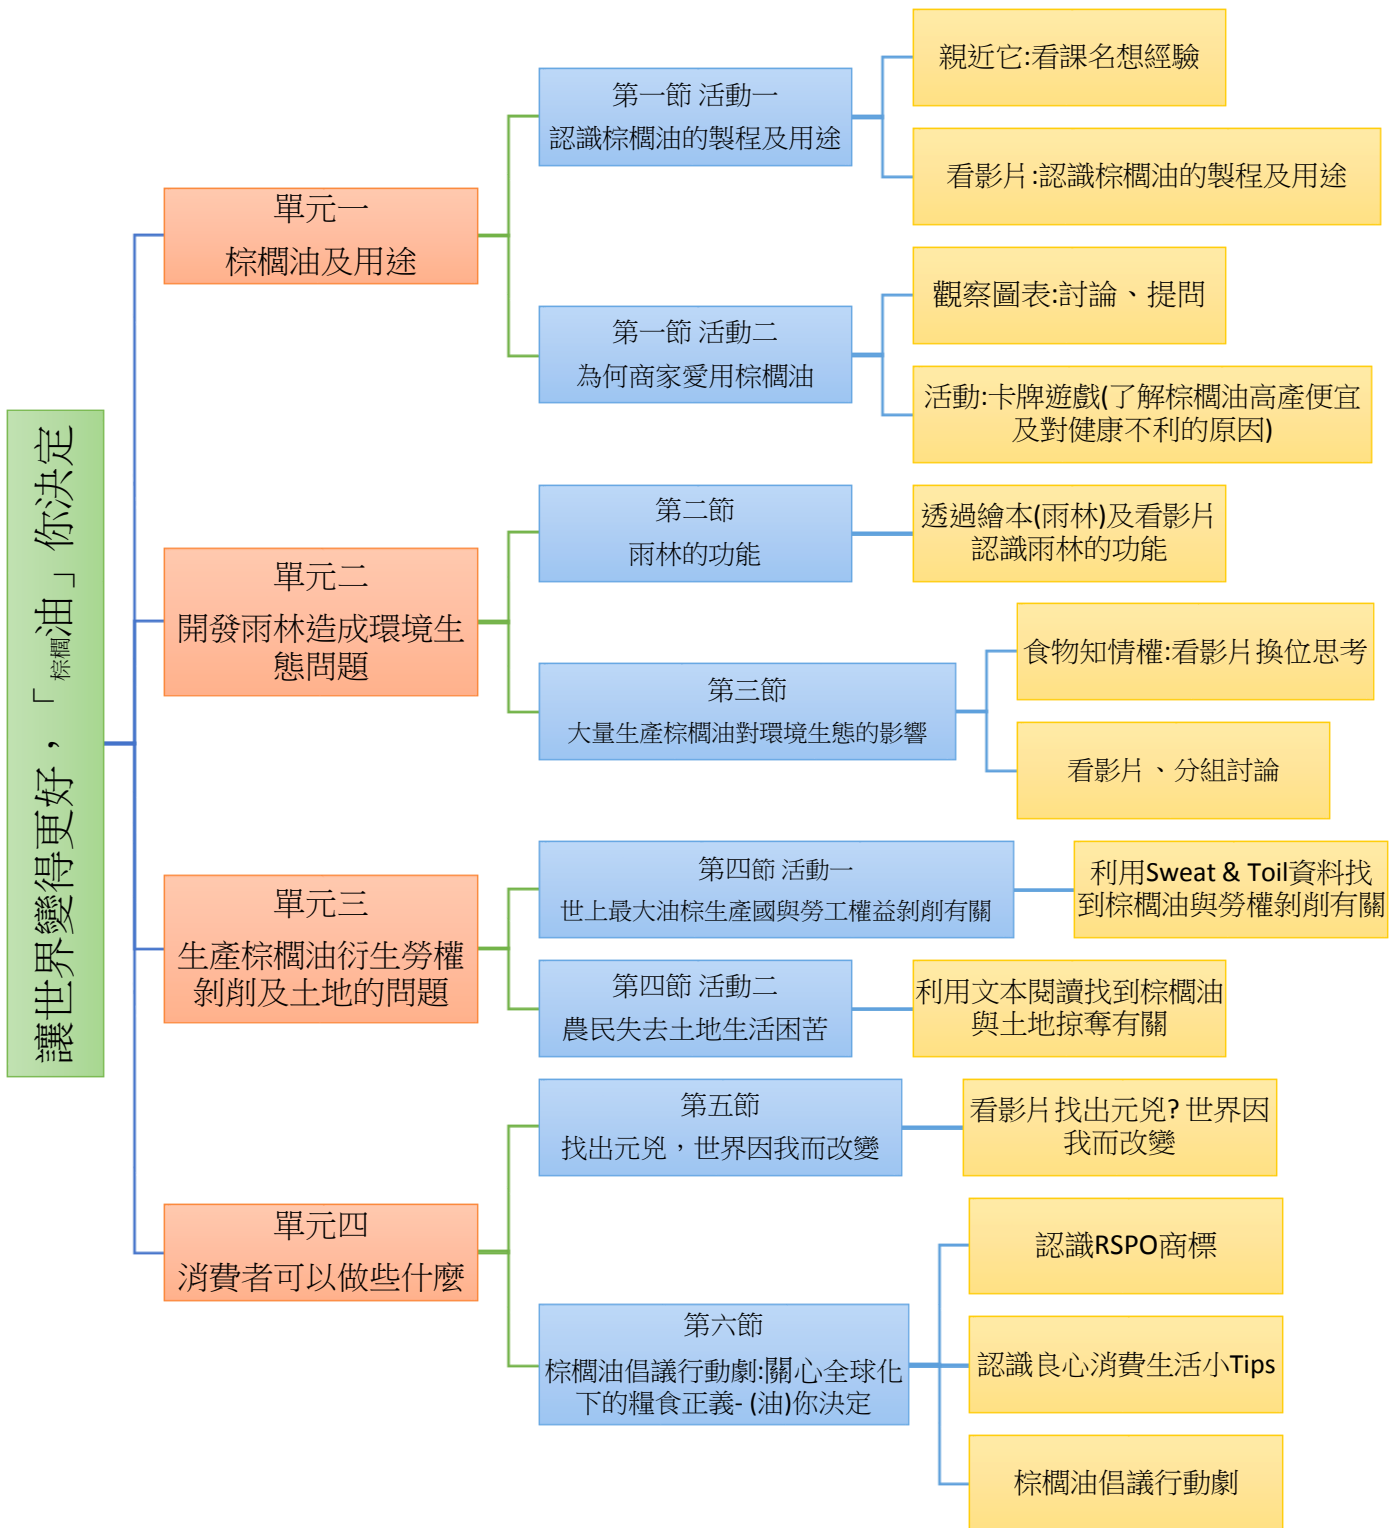 讓世界變得更好，「棕櫚油」你決定
單元一
棕櫚油及用途
第一節 活動一
認識棕櫚油的製程及用途
親近它:看課名想經驗
看影片:認識棕櫚油的製程及用途
第一節 活動二
為何商家愛用棕櫚油
觀察圖表:討論、提問
活動:卡牌遊戲(了解棕櫚油高產便宜
及對健康不利的原因)
單元二
開發雨林造成環境生
態問題
第二節
雨林的功能
透過繪本(雨林)及看影片
認識雨林的功能
第三節
大量生產棕櫚油對環境生態的影響
食物知情權:看影片換位思考
看影片、分組討論
單元三
生產棕櫚油衍生勞權
剝削及土地的問題
第四節 活動一
世上最大油棕生產國與勞工權益剝削有關
利用Sweat & Toil資料找
到棕櫚油與勞權剝削有關
第四節 活動二
農民失去土地生活困苦
利用文本閱讀找到棕櫚油
與土地掠奪有關
單元四
消費者可以做些什麼
第五節
找出元兇，世界因我而改變
看影片找出元兇? 世界因
我而改變
第六節
棕櫚油倡議行動劇:關心全球化
下的糧食正義- (油)你決定
認識RSPO商標
認識良心消費生活小Tips
棕櫚油倡議行動劇